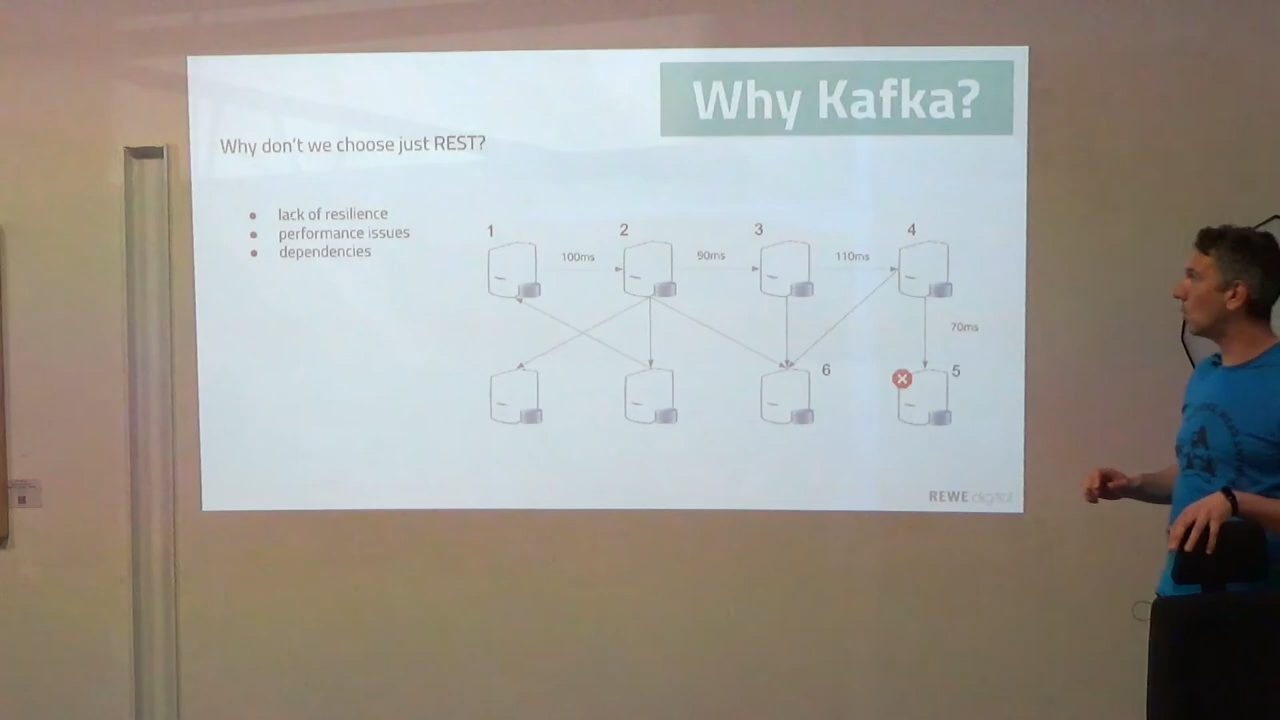 Why Kafka?
Why don't we choose just REST?
lack of resilience
performance issues
dependencies
1
2
3
4
100ms
90ms
110ms
70ms
6
5
REWE digital